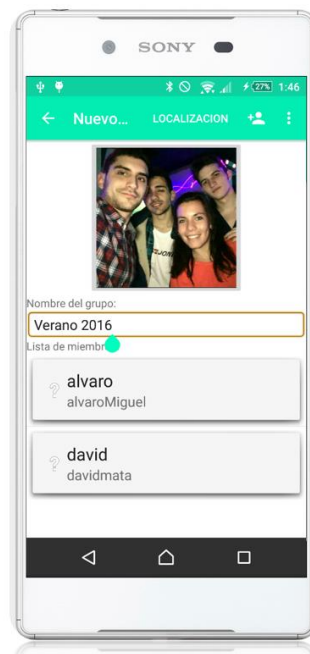 SONY
27% 1:46
Nuevo... LOCALIZACION
Nombre del grupo:
Verano 2016
Lista de miembr
alvaro
alvaroMiguel
david
davidmata